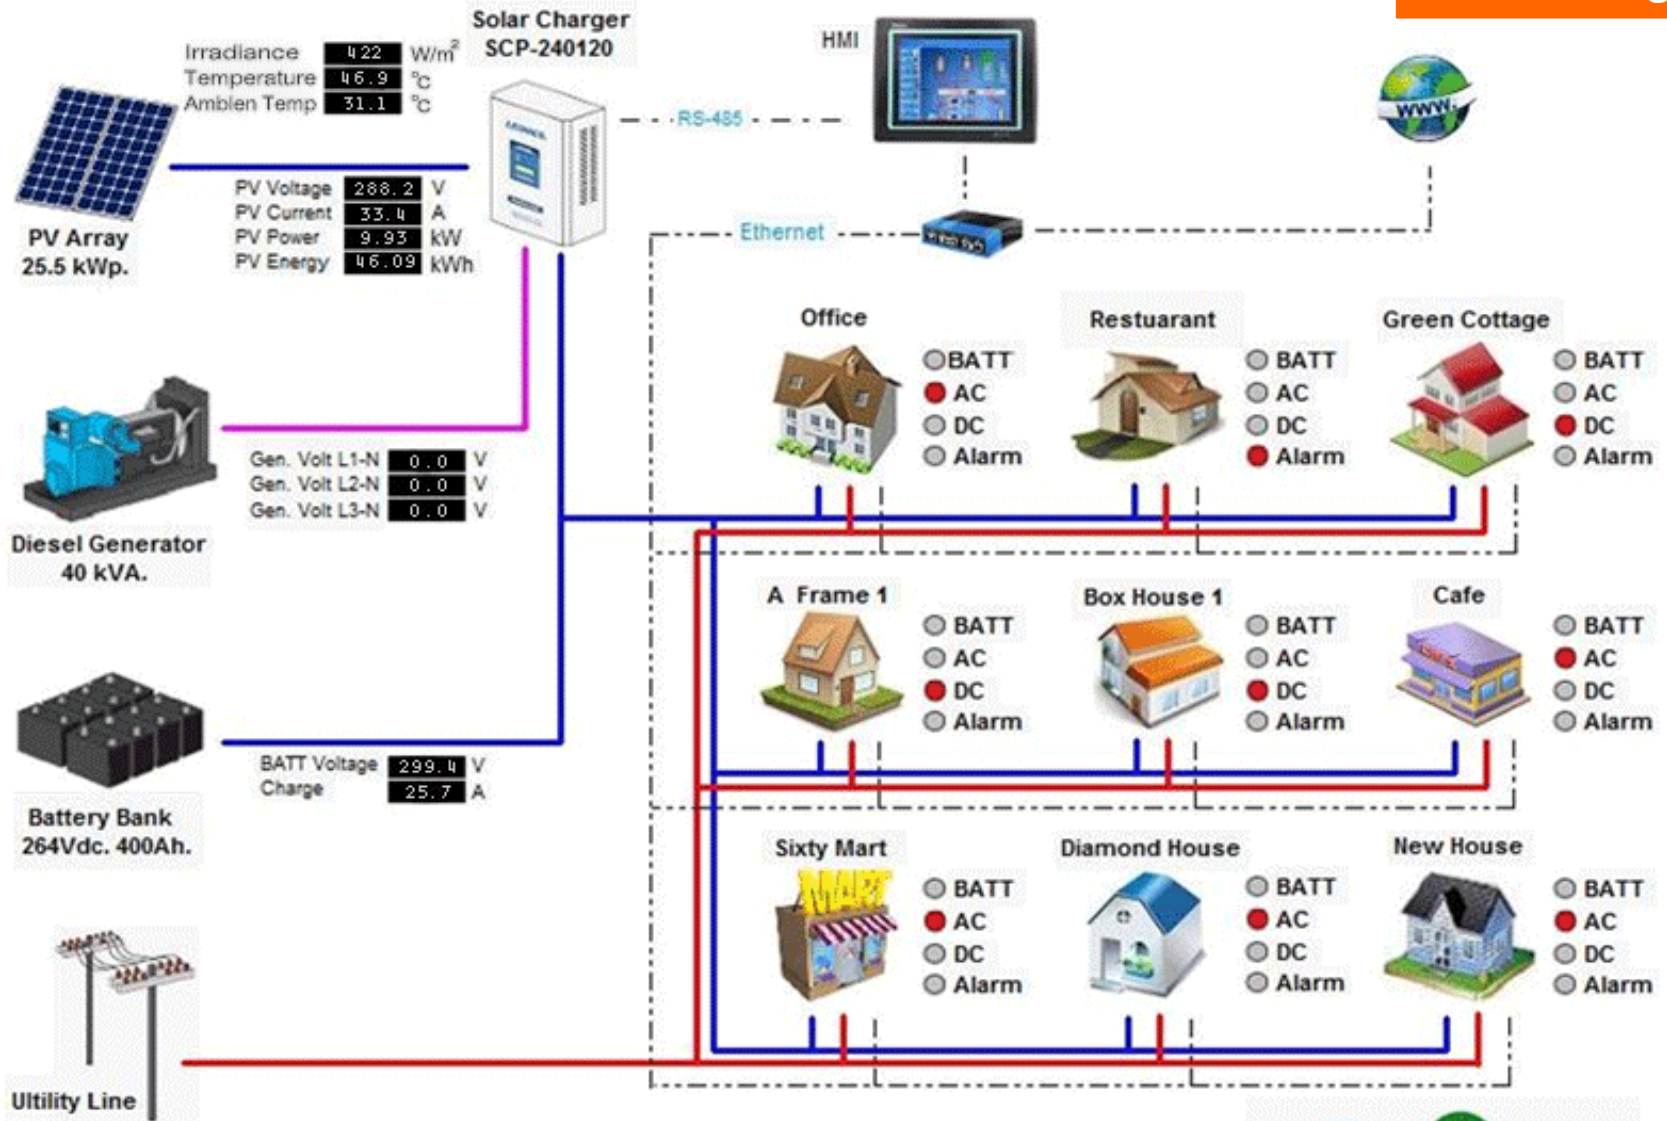 Solar Charger
SCP-240120
Irradiance 422 W/m²
Temperature 46.9 °C
Ambien Temp 31.1 °C
HMI
RS-485
WWW.
PV Voltage 288.2 V
PV Current 33.4 A
PV Power 9.93 kW
PV Energy 46.09 kWh
PV Array
25.5 kWp.
Ethernet
Office
BATT
AC
DC
Alarm
Restuarant
BATT
AC
DC
Alarm
Green Cottage
BATT
AC
DC
Alarm
Gen. Volt L1-N 0.0 V
Gen. Volt L2-N 0.0 V
Gen. Volt L3-N 0.0 V
Diesel Generator
40 kVA.
A Frame 1
BATT
AC
DC
Alarm
Box House 1
BATT
AC
DC
Alarm
Cafe
BATT
AC
DC
Alarm
BATT Voltage 299.4 V
Charge 25.7 A
Battery Bank
264Vdc. 400Ah.
Sixty Mart
MART
BATT
AC
DC
Alarm
Diamond House
BATT
AC
DC
Alarm
New House
BATT
AC
DC
Alarm
Ultility Line